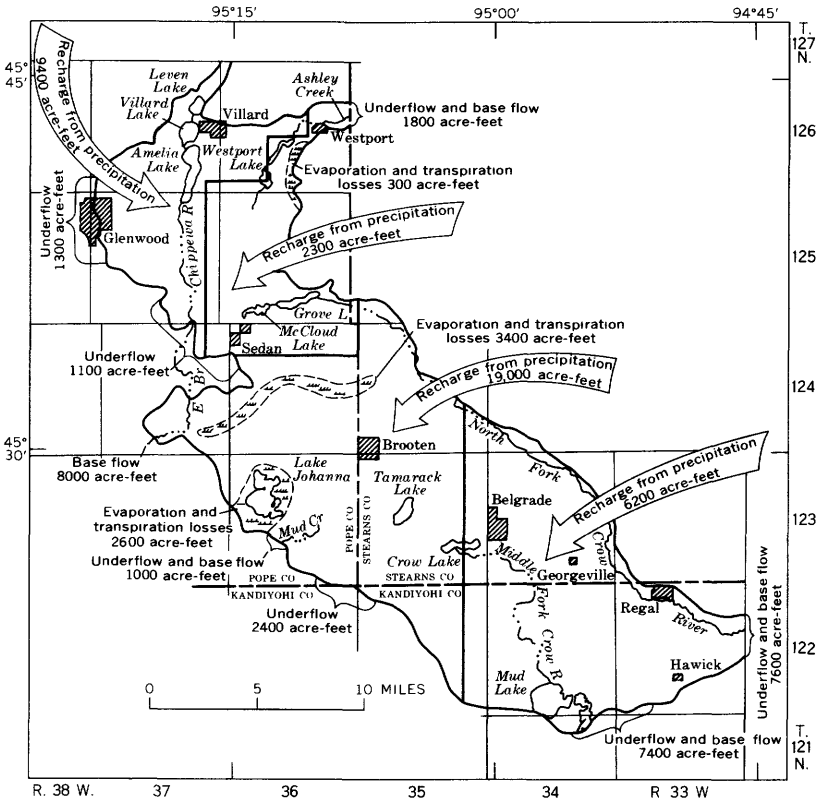 95°15'
95°00'
94°45'
T.
127
N.
45°
45'
Recharge from precipitation
9400 acre-feet
Leven
Lake
Villard
Lake
Villard
Ashley
Creek
Underflow and base flow
1800 acre-feet
126
Westport
Amelia
Lake
Westport
Lake
Evaporation and transpiration
losses 300 acre-feet
Underflow
1300 acre-feet
Glenwood
Chippewa R
Recharge from precipitation
2300 acre-feet
125
Grove L
McCloud
Lake
Sedan
Evaporation and transpiration
losses 3400 acre-feet
Underflow
1100 acre-feet
E Br
Recharge from precipitation
19,000 acre-feet
124
North
Fork
Crow
River
Brooten
45°
30'
Base flow
8000 acre-feet
Lake
Johanna
Tamarack
Lake
Recharge from precipitation
6200 acre-feet
Belgrade
123
Evaporation and
transpiration losses
2600 acre-feet
Mud Cr
POPE CO
STEARNS CO
Crow Lake
Middle
Fork
Crow R
Georgeville
Underflow and base flow
1000 acre-feet
POPE CO
KANDIYOHI CO
STEARNS CO
KANDIYOHI CO
Underflow
2400 acre-feet
Regal
Underflow and base flow
7600 acre-feet
122
Hawick
Mud
Lake
0 5 10 MILES
Underflow and base flow
7400 acre-feet
T.
121
N.
R. 38 W. 37 36 35 34 R 33 W